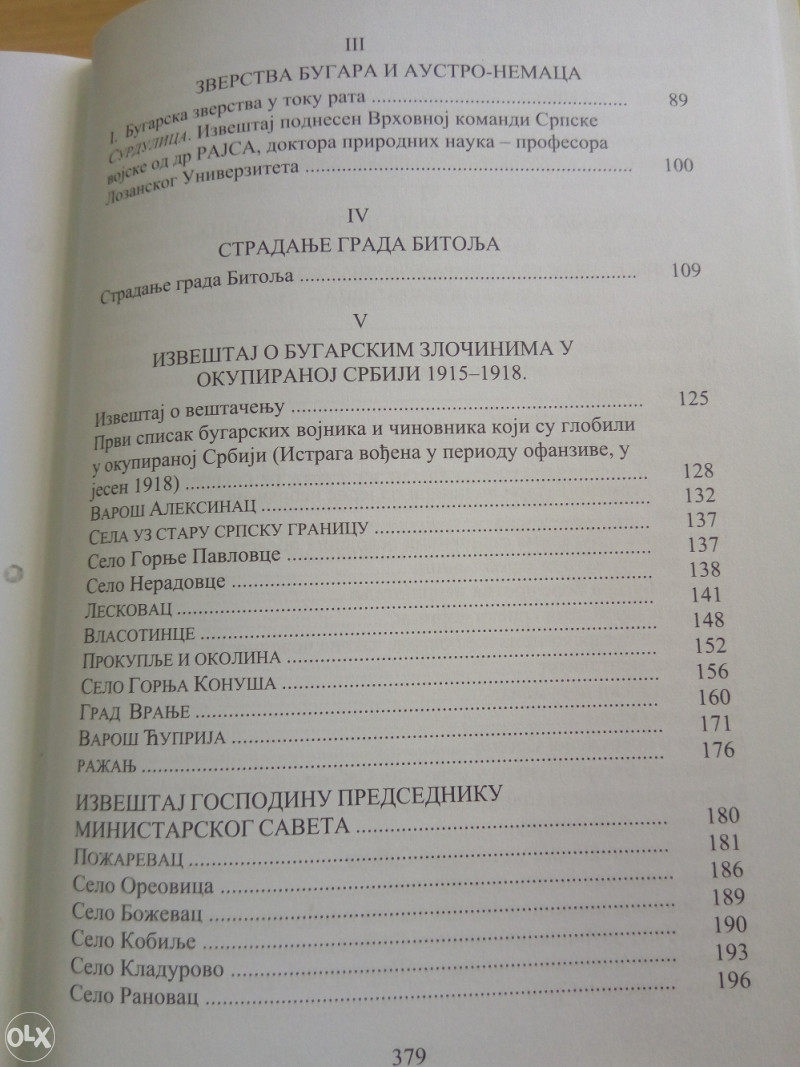 III
ЗВЕРСТВА БУГАРА И АУСТРО-НЕМАЦА
I. Бугарска зверства у току рата ........ 89
СУРДУЛИЦА. Извештај поднесен Врховној команди Српске
војске од др РАЈСА, доктора природних наука – професора
Лозанског Универзитета ........ 100
IV
СТРАДАЊЕ ГРАДА БИТОЉА
Страдање града Битоља ........ 109
V
ИЗВЕШТАЈ О БУГАРСКИМ ЗЛОЧИНИМА У
ОКУПИРАНОЈ СРБИЈИ 1915–1918.
Извештај о вештачењу ........ 125
Први списак бугарских војника и чиновника који су глобили
у окупираној Србији (Истрага вођена у периоду офанзиве, у
јесен 1918) ........ 128
ВАРОШ АЛЕКСИНАЦ ........ 132
СЕЛА УЗ СТАРУ СРПСКУ ГРАНИЦУ ........ 137
Село Горње Павловце ........ 137
Село Нерадовце ........ 138
ЛЕСКОВАЦ ........ 141
ВЛАСОТИНЦЕ ........ 148
ПРОКУПЉЕ И ОКОЛИНА ........ 152
СЕЛО ГОРЊА КОНУША ........ 156
ГРАД ВРАЊЕ ........ 160
ВАРОШ ЋУПРИЈА ........ 171
РАЖАЊ ........ 176
ИЗВЕШТАЈ ГОСПОДИНУ ПРЕДСЕДНИКУ
МИНИСТАРСКОГ САВЕТА ........ 180
ПОЖАРЕВАЦ ........ 181
Село Ореовица ........ 186
Село Божевац ........ 189
Село Кобиље ........ 190
Село Кладурово ........ 193
Село Рановац ........ 196
379
OLX